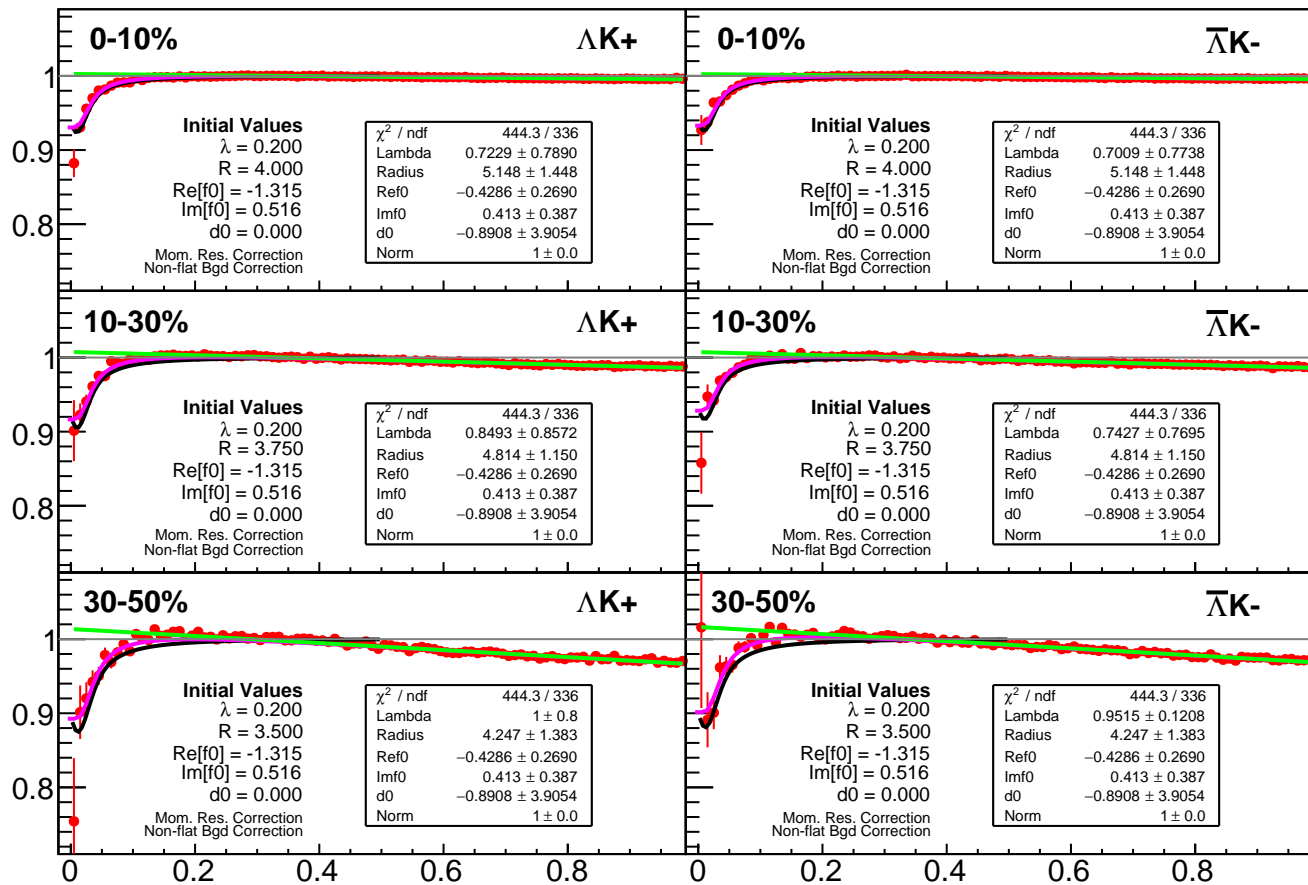 0-10% ΛK+
1
0.9
0.8
Initial Values
λ = 0.200
R = 4.000
Re[f0] = -1.315
Im[f0] = 0.516
d0 = 0.000
Mom. Res. Correction
Non-flat Bgd Correction
χ² / ndf 444.3 / 336
Lambda 0.7229 ± 0.7890
Radius 5.148 ± 1.448
Ref0 −0.4286 ± 0.2690
Imf0 0.413 ± 0.387
d0 −0.8908 ± 3.9054
Norm 1 ± 0.0
0-10% Λ̅K-
Initial Values
λ = 0.200
R = 4.000
Re[f0] = -1.315
Im[f0] = 0.516
d0 = 0.000
Mom. Res. Correction
Non-flat Bgd Correction
χ² / ndf 444.3 / 336
Lambda 0.7009 ± 0.7738
Radius 5.148 ± 1.448
Ref0 −0.4286 ± 0.2690
Imf0 0.413 ± 0.387
d0 −0.8908 ± 3.9054
Norm 1 ± 0.0
10-30% ΛK+
1
0.9
0.8
Initial Values
λ = 0.200
R = 3.750
Re[f0] = -1.315
Im[f0] = 0.516
d0 = 0.000
Mom. Res. Correction
Non-flat Bgd Correction
χ² / ndf 444.3 / 336
Lambda 0.8493 ± 0.8572
Radius 4.814 ± 1.150
Ref0 −0.4286 ± 0.2690
Imf0 0.413 ± 0.387
d0 −0.8908 ± 3.9054
Norm 1 ± 0.0
10-30% Λ̅K-
Initial Values
λ = 0.200
R = 3.750
Re[f0] = -1.315
Im[f0] = 0.516
d0 = 0.000
Mom. Res. Correction
Non-flat Bgd Correction
χ² / ndf 444.3 / 336
Lambda 0.7427 ± 0.7695
Radius 4.814 ± 1.150
Ref0 −0.4286 ± 0.2690
Imf0 0.413 ± 0.387
d0 −0.8908 ± 3.9054
Norm 1 ± 0.0
30-50% ΛK+
1
0.9
0.8
Initial Values
λ = 0.200
R = 3.500
Re[f0] = -1.315
Im[f0] = 0.516
d0 = 0.000
Mom. Res. Correction
Non-flat Bgd Correction
χ² / ndf 444.3 / 336
Lambda 1 ± 0.8
Radius 4.247 ± 1.383
Ref0 −0.4286 ± 0.2690
Imf0 0.413 ± 0.387
d0 −0.8908 ± 3.9054
Norm 1 ± 0.0
30-50% Λ̅K-
Initial Values
λ = 0.200
R = 3.500
Re[f0] = -1.315
Im[f0] = 0.516
d0 = 0.000
Mom. Res. Correction
Non-flat Bgd Correction
χ² / ndf 444.3 / 336
Lambda 0.9515 ± 0.1208
Radius 4.247 ± 1.383
Ref0 −0.4286 ± 0.2690
Imf0 0.413 ± 0.387
d0 −0.8908 ± 3.9054
Norm 1 ± 0.0
0 0.2 0.4 0.6 0.8 0 0.2 0.4 0.6 0.8